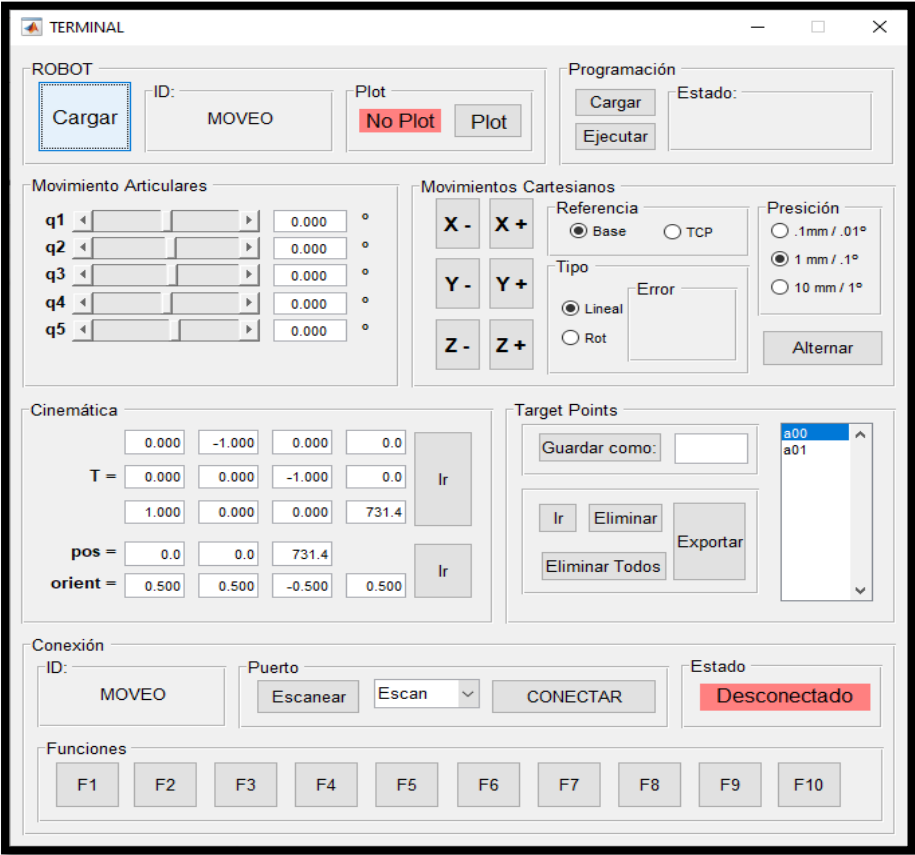 TERMINAL
ROBOT
Cargar
ID:
MOVEO
Plot
No Plot
Plot
Programación
Cargar
Ejecutar
Estado:
Movimiento Articulares
q1 0.000 º
q2 0.000 º
q3 0.000 º
q4 0.000 º
q5 0.000 º
Movimientos Cartesianos
X - X +
Y - Y +
Z - Z +
Referencia
Base TCP
Tipo
Lineal
Rot
Error
Presición
.1mm / .01º
1 mm / .1º
10 mm / 1º
Alternar
Cinemática
0.000 -1.000 0.000 0.0
T = 0.000 0.000 -1.000 0.0
1.000 0.000 0.000 731.4
Ir
pos = 0.0 0.0 731.4
orient = 0.500 0.500 -0.500 0.500
Ir
Target Points
Guardar como:
Ir Eliminar
Eliminar Todos
Exportar
a00
a01
Conexión
ID:
MOVEO
Puerto
Escanear Escan CONECTAR
Estado
Desconectado
Funciones
F1 F2 F3 F4 F5 F6 F7 F8 F9 F10